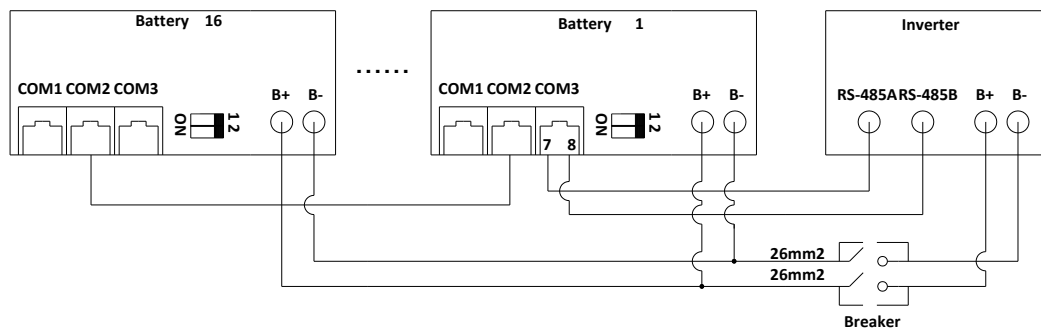 Battery 16
Battery 1
Inverter
......
COM1 COM2 COM3
B+ B-
COM1 COM2 COM3
B+ B-
RS-485A RS-485B B+ B-
ON
1 2
7 8
ON
1 2
26mm2
26mm2
Breaker